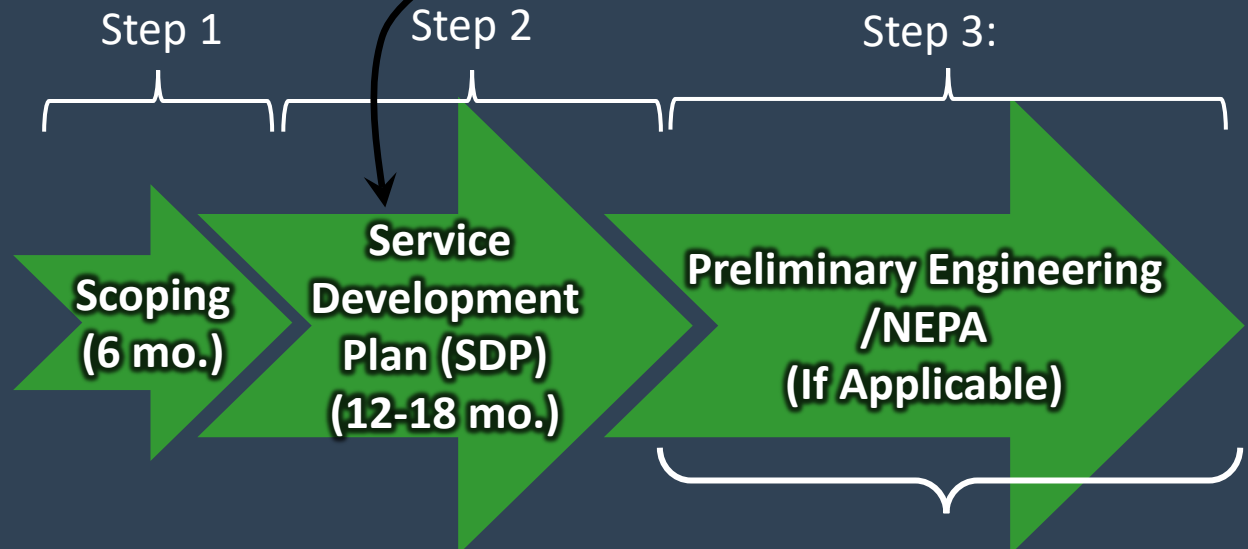 Step 1
Step 2
Step 3:
Scoping
(6 mo.)
Service
Development
Plan (SDP)
(12-18 mo.)
Preliminary Engineering
/NEPA
(If Applicable)